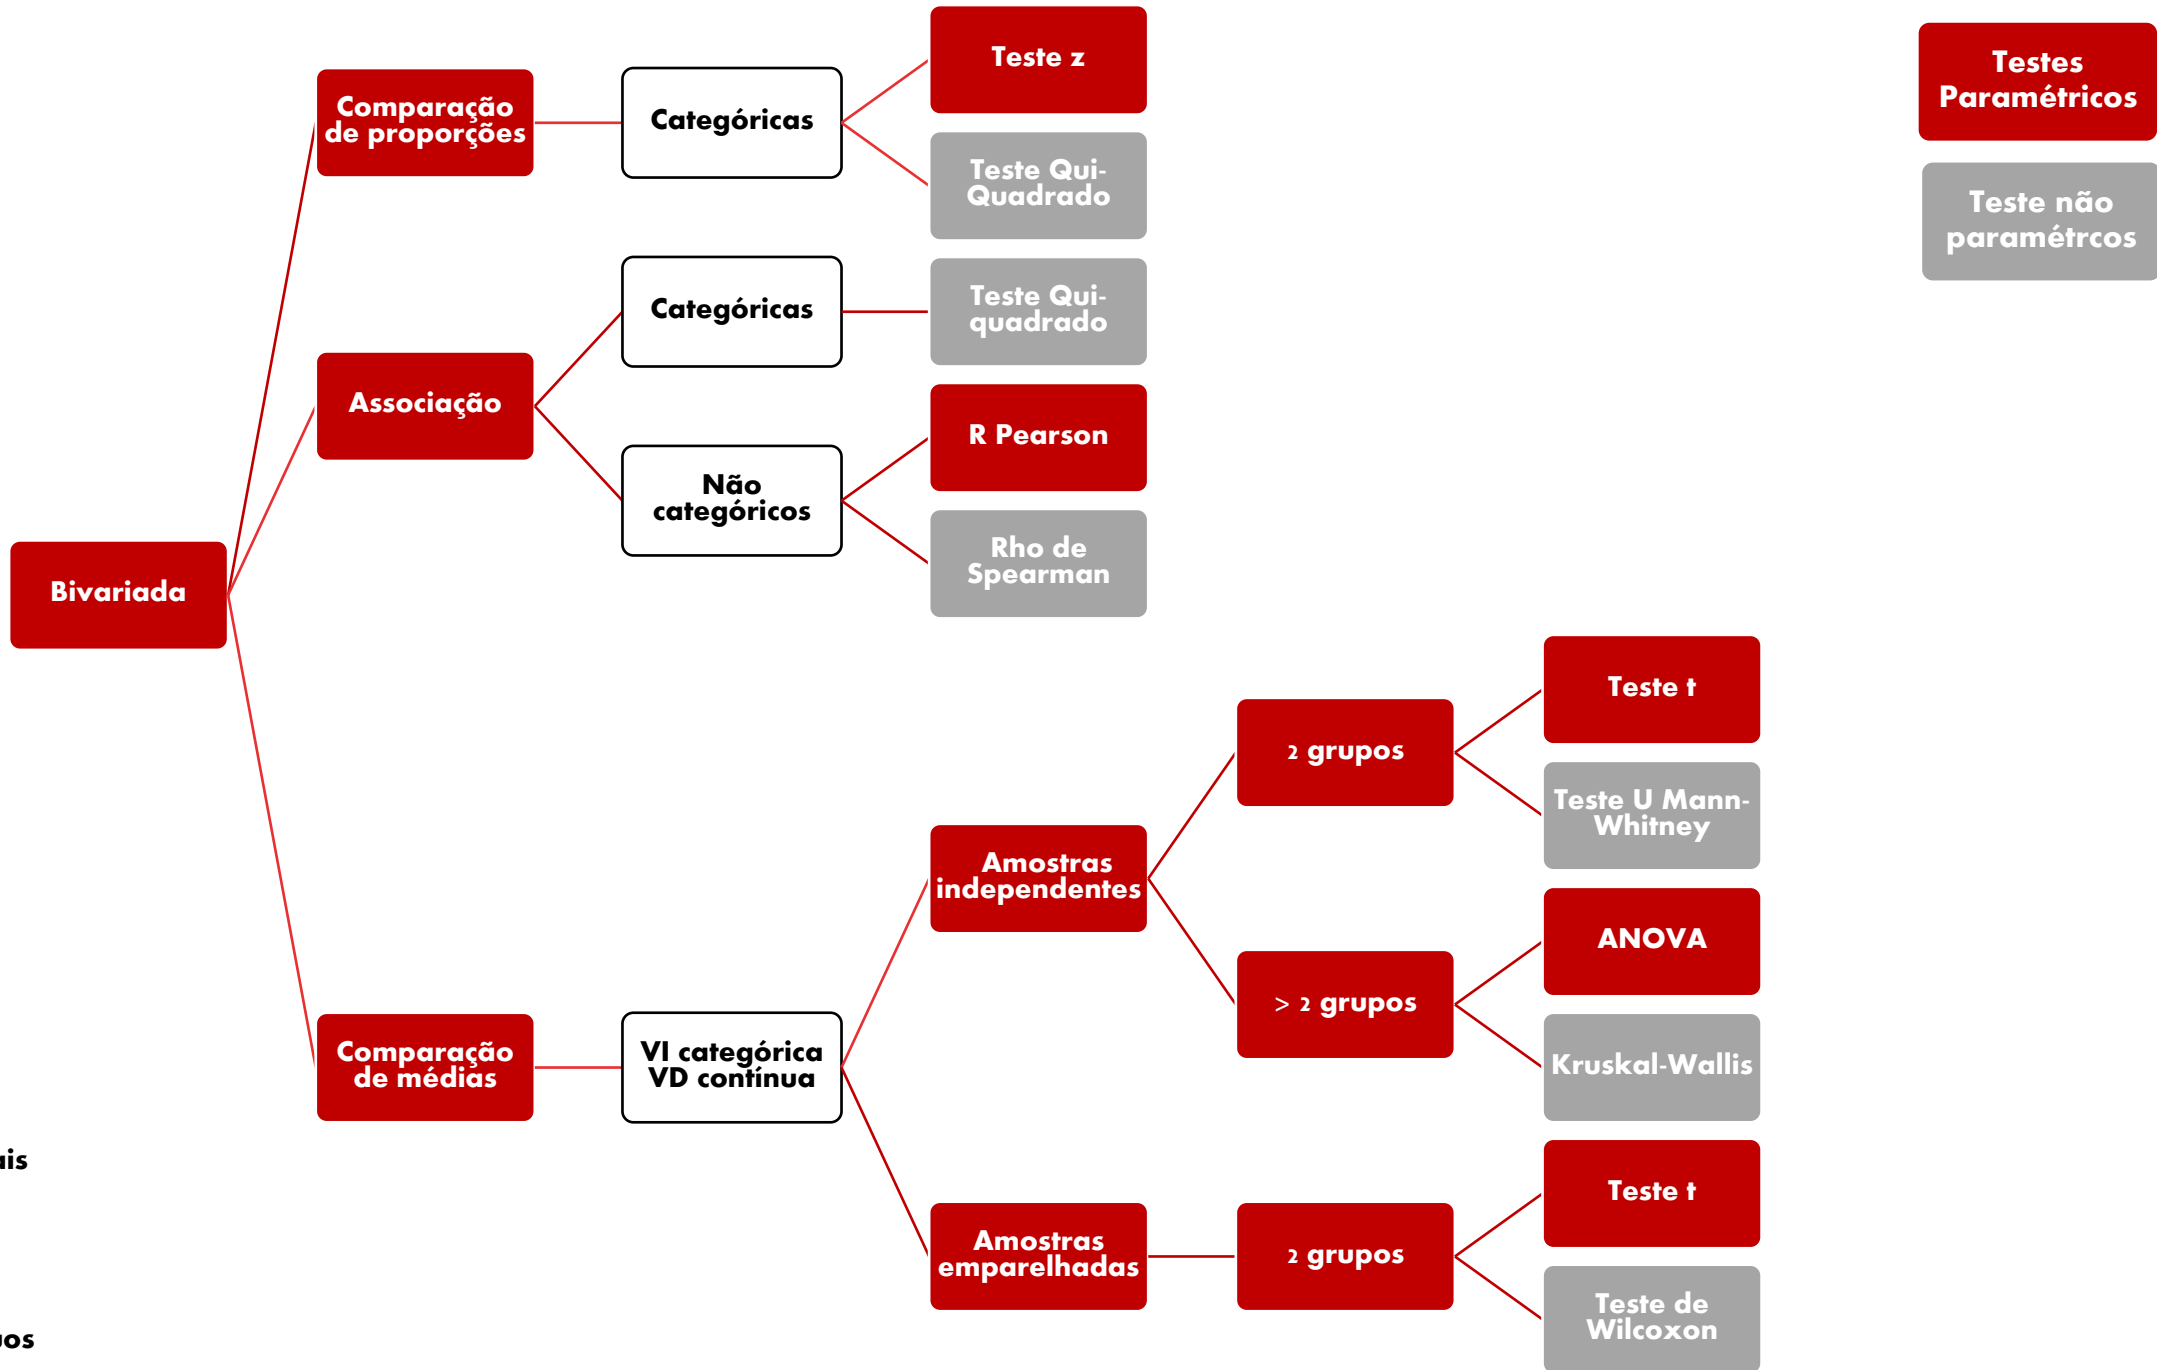 Teste z
Testes
Paramétricos
Comparação
de proporções
Categóricas
Teste Qui-
Quadrado
Teste não
paramétrcos
Categóricas
Teste Qui-
quadrado
Associação
R Pearson
Não
categóricos
Rho de
Spearman
Bivariada
Teste t
2 grupos
Teste U Mann-
Whitney
Amostras
independentes
ANOVA
> 2 grupos
Kruskal-Wallis
Comparação
de médias
VI categórica
VD contínua
Teste t
Amostras
emparelhadas
2 grupos
Teste de
Wilcoxon